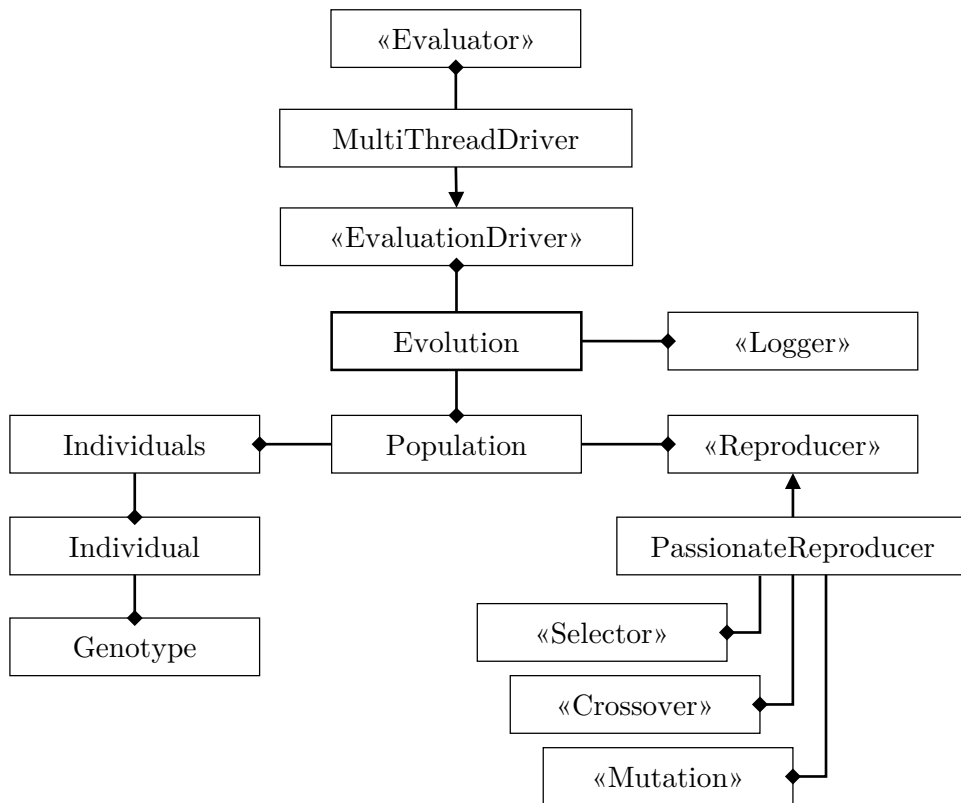 «Evaluator»
MultiThreadDriver
«EvaluationDriver»
Evolution
«Logger»
Individuals
Population
«Reproducer»
Individual
PassionateReproducer
«Selector»
Genotype
«Crossover»
«Mutation»